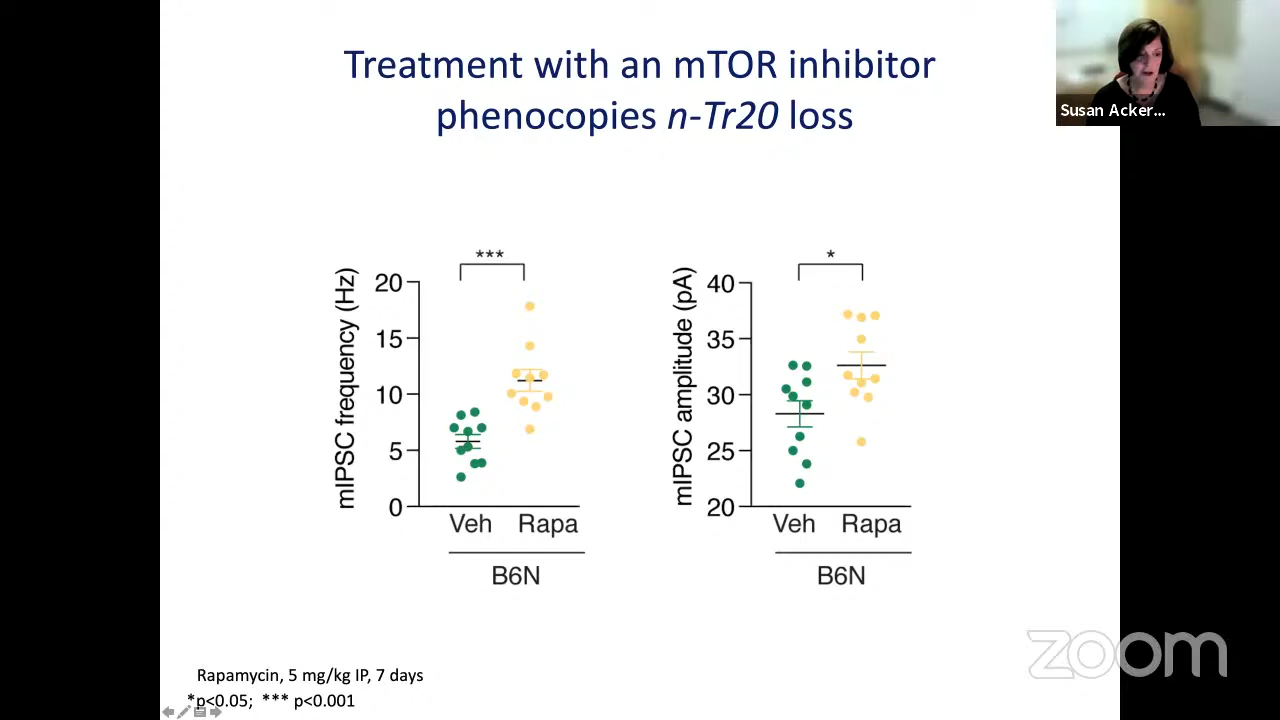 Treatment with an mTOR inhibitor
phenocopies n-Tr20 loss
Susan Acker...
***
mIPSC frequency (Hz)
20
15
10
5
0
Veh Rapa
B6N
*
mIPSC amplitude (pA)
40
35
30
25
20
Veh Rapa
B6N
Rapamycin, 5 mg/kg IP, 7 days
*p<0.05; *** p<0.001
zoom